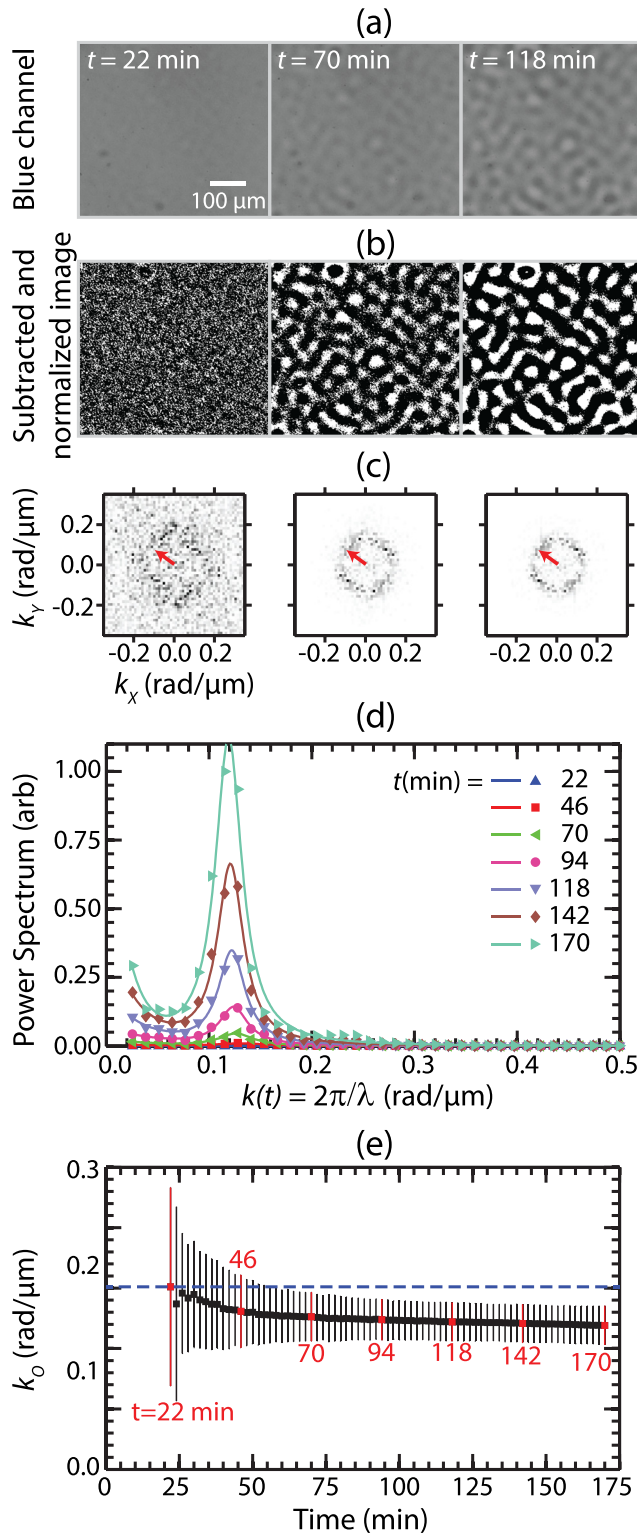 (a)
Blue channel
t = 22 min
t = 70 min
t = 118 min
100 μm
(b)
Subtracted and
normalized image
(c)
k_Y (rad/μm)
0.2
0.0
-0.2
-0.2 0.0 0.2
-0.2 0.0 0.2
-0.2 0.0 0.2
k_X (rad/μm)
(d)
Power Spectrum (arb)
1.00
0.75
0.50
0.25
0.00
t(min) =
22
46
70
94
118
142
170
0.0 0.1 0.2 0.3 0.4 0.5
k(t) = 2π/λ (rad/μm)
(e)
k_O (rad/μm)
0.3
0.2
0.1
0.0
46
70
94
118
142
170
t=22 min
0 25 50 75 100 125 150 175
Time (min)